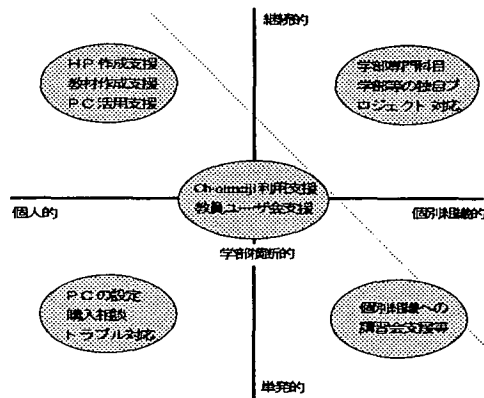 継続的
HP作成支援
教材作成支援
PC活用支援
学部専門科目
学部等の独自プ
ロジェクト対応
Ch-o!meiji利用支援
教員ユーザ会支援
個人的
個別組織的
学部横断的
PCの設定
購入相談
トラブル対応
個別組織への
講習会支援等
単発的